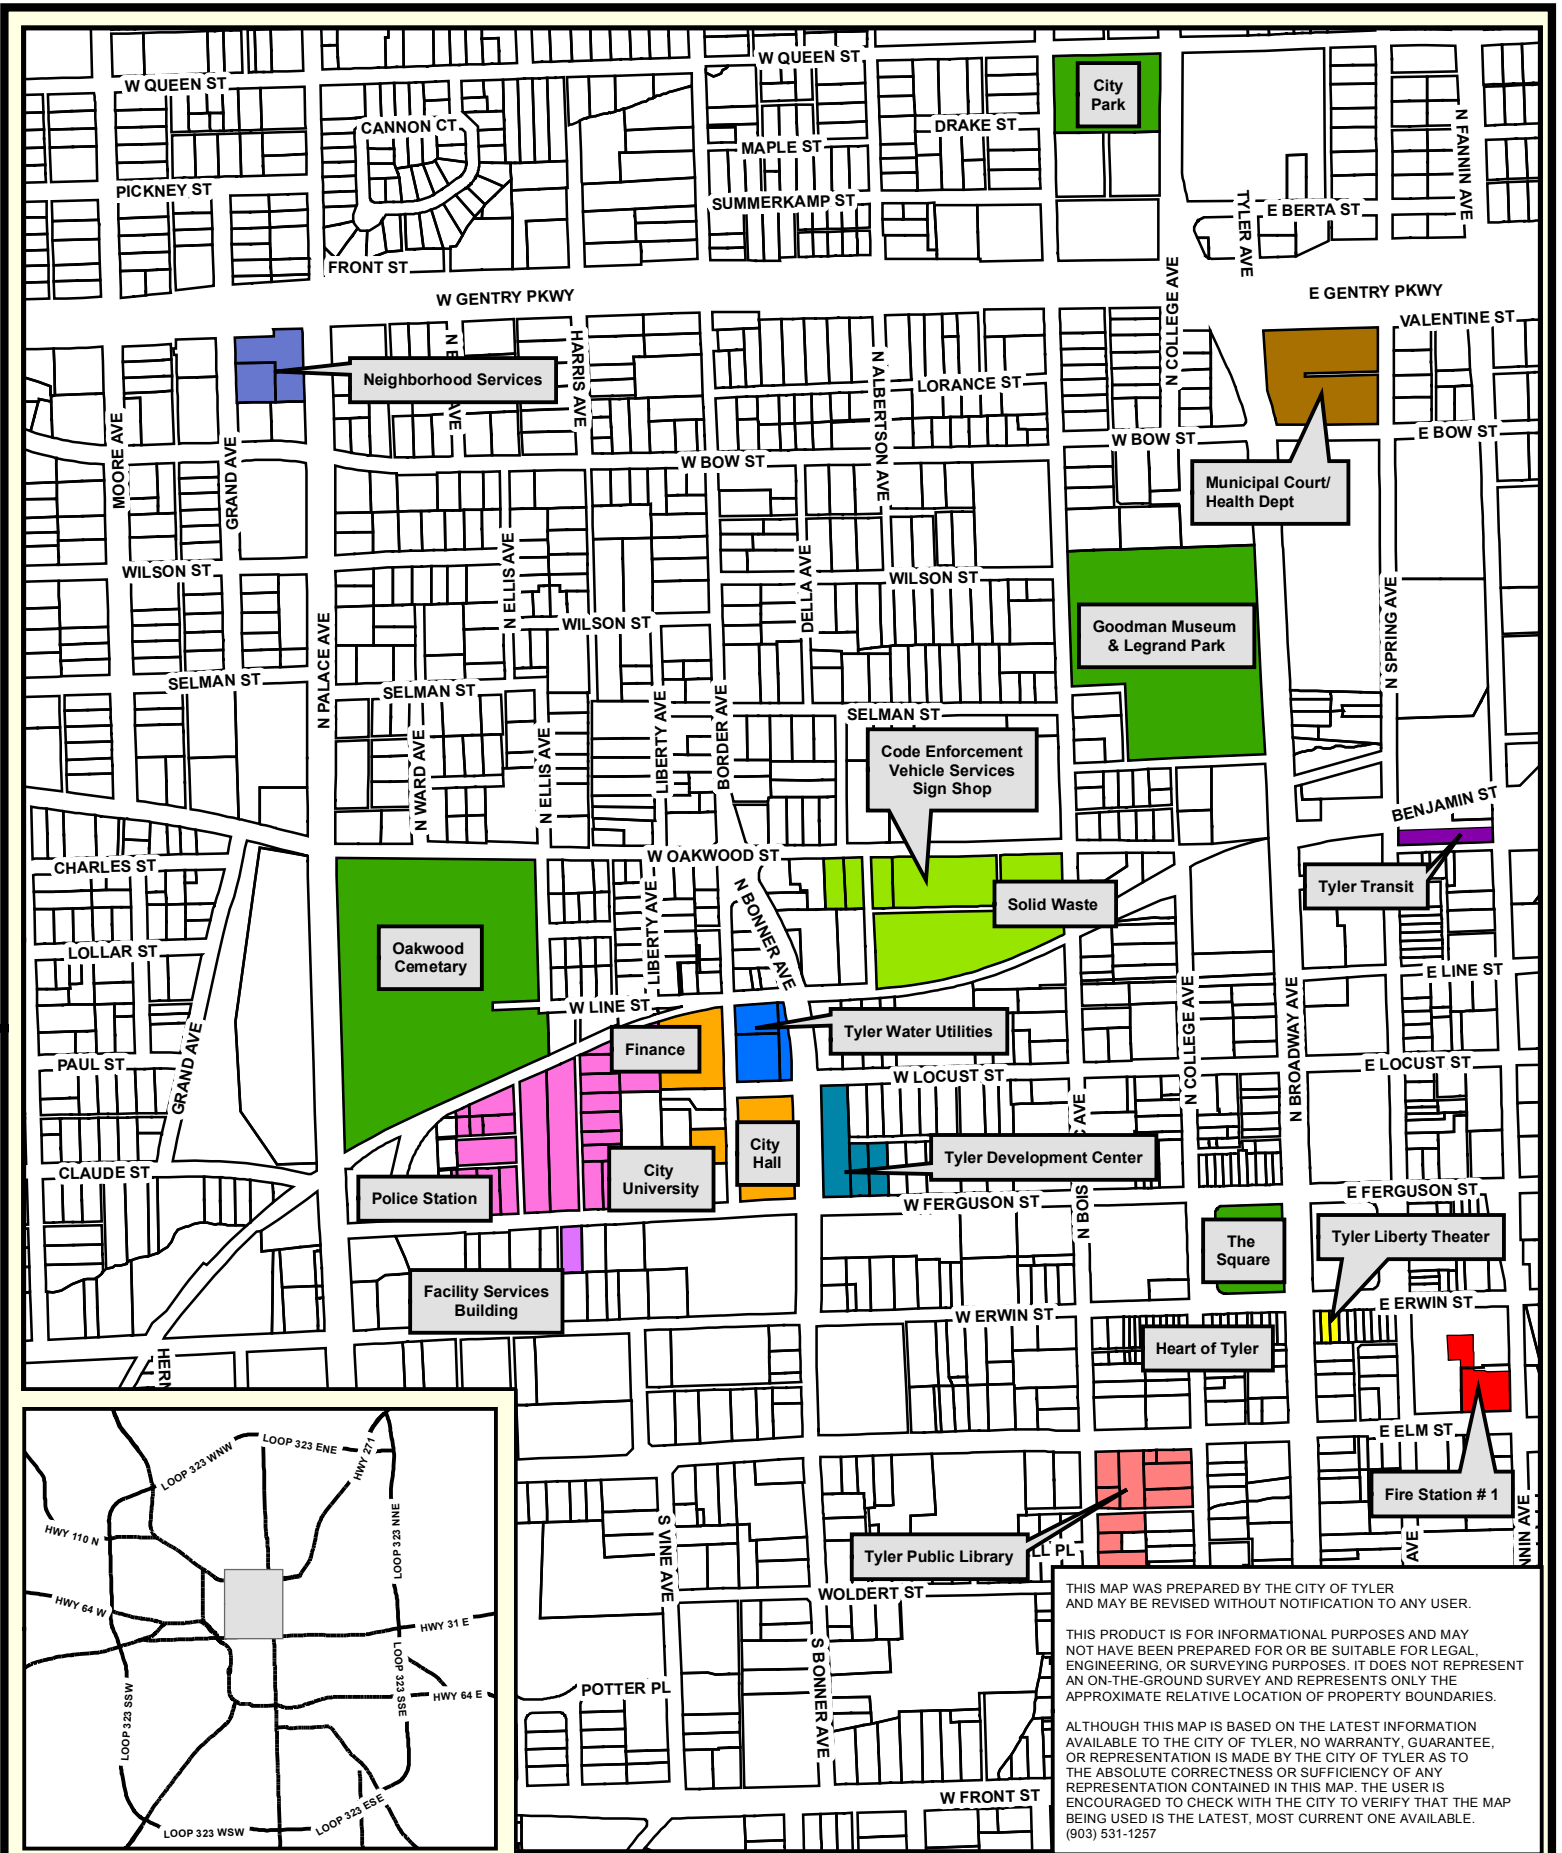 W QUEEN ST
W QUEEN ST
City
Park
CANNON CT
MAPLE ST
DRAKE ST
N FANNIN AVE
PICKNEY ST
SUMMERKAMP ST
TYLER AVE
E BERTA ST
FRONT ST
W GENTRY PKWY
N COLLEGE AVE
E GENTRY PKWY
VALENTINE ST
Neighborhood Services
AVE
HARRIS AVE
N ALBERTSON AVE
LORANCE ST
MOORE AVE
GRAND AVE
W BOW ST
W BOW ST
E BOW ST
Municipal Court/
Health Dept
WILSON ST
N ELLIS AVE
WILSON ST
DELLA AVE
WILSON ST
Goodman Museum
& Legrand Park
N SPRING AVE
N PALACE AVE
SELMAN ST
SELMAN ST
LIBERTY AVE
BORDER AVE
SELMAN ST
N WARD AVE
N ELLIS AVE
Code Enforcement
Vehicle Services
Sign Shop
BENJAMIN ST
CHARLES ST
W OAKWOOD ST
Tyler Transit
Solid Waste
LIBERTY AVE
N BONNER AVE
LOLLAR ST
Oakwood
Cemetary
E LINE ST
W LINE ST
GRAND AVE
N COLLEGE AVE
N BROADWAY AVE
Tyler Water Utilities
Finance
PAUL ST
W LOCUST ST
E LOCUST ST
N BOIS
C AVE
City
Hall
Tyler Development Center
CLAUDE ST
City
University
Police Station
W FERGUSON ST
E FERGUSON ST
The
Square
Tyler Liberty Theater
Facility Services
Building
W ERWIN ST
E ERWIN ST
Heart of Tyler
HERN
E ELM ST
Fire Station # 1
S VINE AVE
Tyler Public Library
LL PL
AVE
NNIN AVE
WOLDERT ST
S BONNER AVE
POTTER PL
W FRONT ST
LOOP 323 WNW
LOOP 323 ENE
HWY 271
HWY 110 N
LOOP 323 NNE
HWY 64 W
HWY 31 E
LOOP 323 SSW
LOOP 323 SSE
HWY 64 E
LOOP 323 WSW
LOOP 323 ESE
THIS MAP WAS PREPARED BY THE CITY OF TYLER
AND MAY BE REVISED WITHOUT NOTIFICATION TO ANY USER.
THIS PRODUCT IS FOR INFORMATIONAL PURPOSES AND MAY
NOT HAVE BEEN PREPARED FOR OR BE SUITABLE FOR LEGAL,
ENGINEERING, OR SURVEYING PURPOSES. IT DOES NOT REPRESENT
AN ON-THE-GROUND SURVEY AND REPRESENTS ONLY THE
APPROXIMATE RELATIVE LOCATION OF PROPERTY BOUNDARIES.
ALTHOUGH THIS MAP IS BASED ON THE LATEST INFORMATION
AVAILABLE TO THE CITY OF TYLER, NO WARRANTY, GUARANTEE,
OR REPRESENTATION IS MADE BY THE CITY OF TYLER AS TO
THE ABSOLUTE CORRECTNESS OR SUFFICIENCY OF ANY
REPRESENTATION CONTAINED IN THIS MAP. THE USER IS
ENCOURAGED TO CHECK WITH THE CITY TO VERIFY THAT THE MAP
BEING USED IS THE LATEST, MOST CURRENT ONE AVAILABLE.
(903) 531-1257